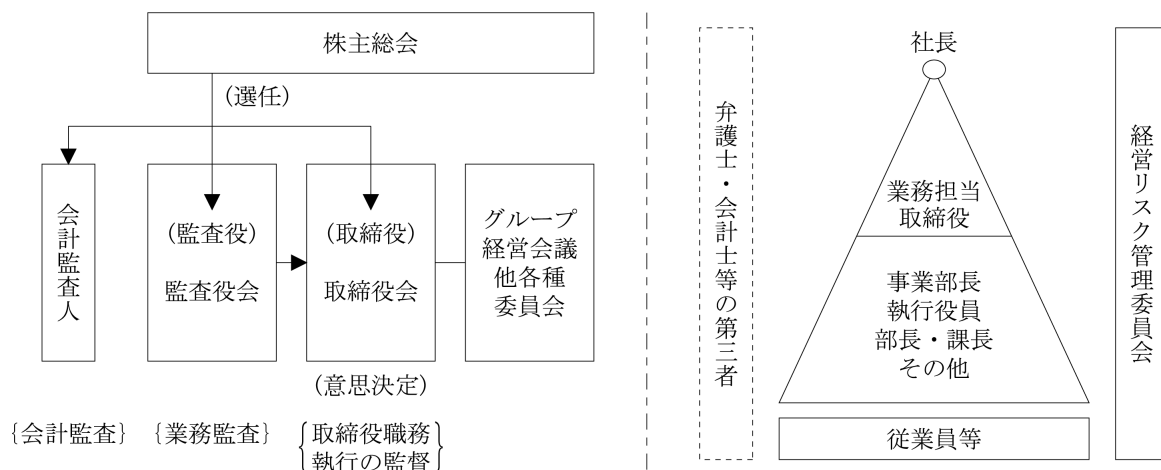 株主総会
(選任)
会計監査人
(監査役)
監査役会
(取締役)
取締役会
グループ
経営会議
他各種
委員会
(意思決定)
{会計監査}
{業務監査}
{取締役職務
執行の監督}
社長
弁護士・会計士等の第三者
業務担当
取締役
事業部長
執行役員
部長・課長
その他
従業員等
経営リスク管理委員会